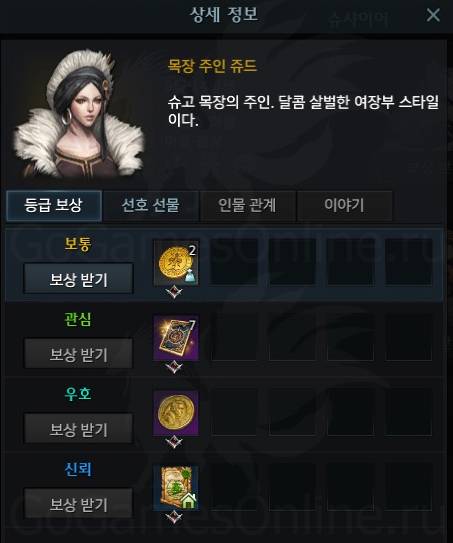 상세 정보
슈샤이어
목장 주인 쥬드
슈고 목장의 주인. 달콤 살벌한 여장부 스타일
이다.
등급 보상 선호 선물 인물 관계 이야기
보통
2
보상 받기
관심
7
보상 받기
우호
보상 받기
신뢰
보상 받기
GoGamesOnline.ru
GoGamesOnline.ru